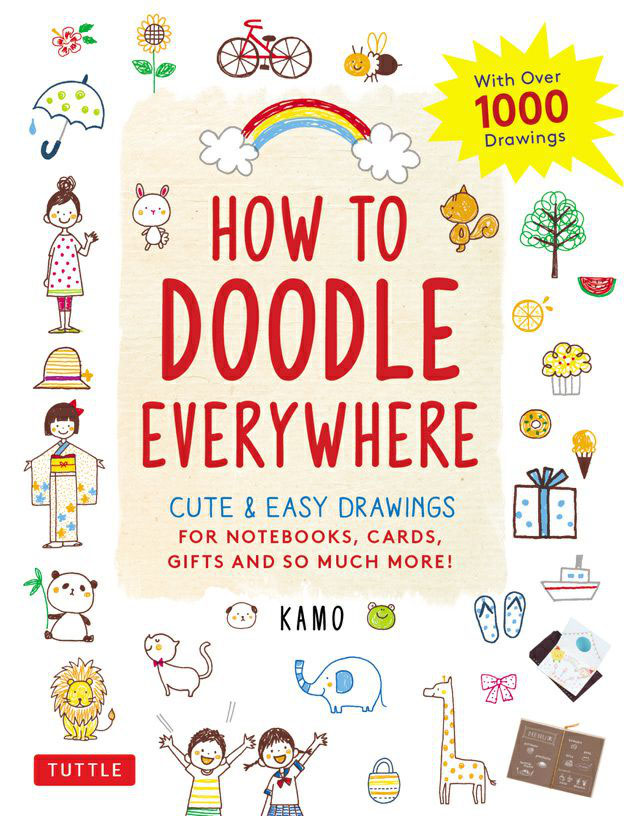 With Over
1000
Drawings
HOW TO
DOODLE
EVERYWHERE
CUTE & EASY DRAWINGS
FOR NOTEBOOKS, CARDS,
GIFTS AND SO MUCH MORE!
KAMO
TUTTLE
MENU